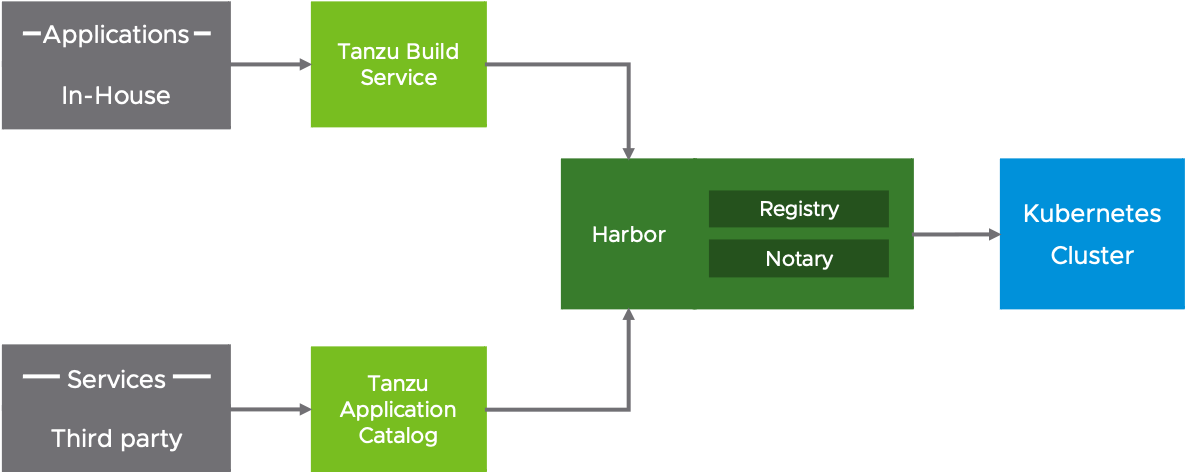 Applications
In-House
Tanzu Build
Service
Harbor
Registry
Notary
Kubernetes
Cluster
Services
Third party
Tanzu
Application
Catalog